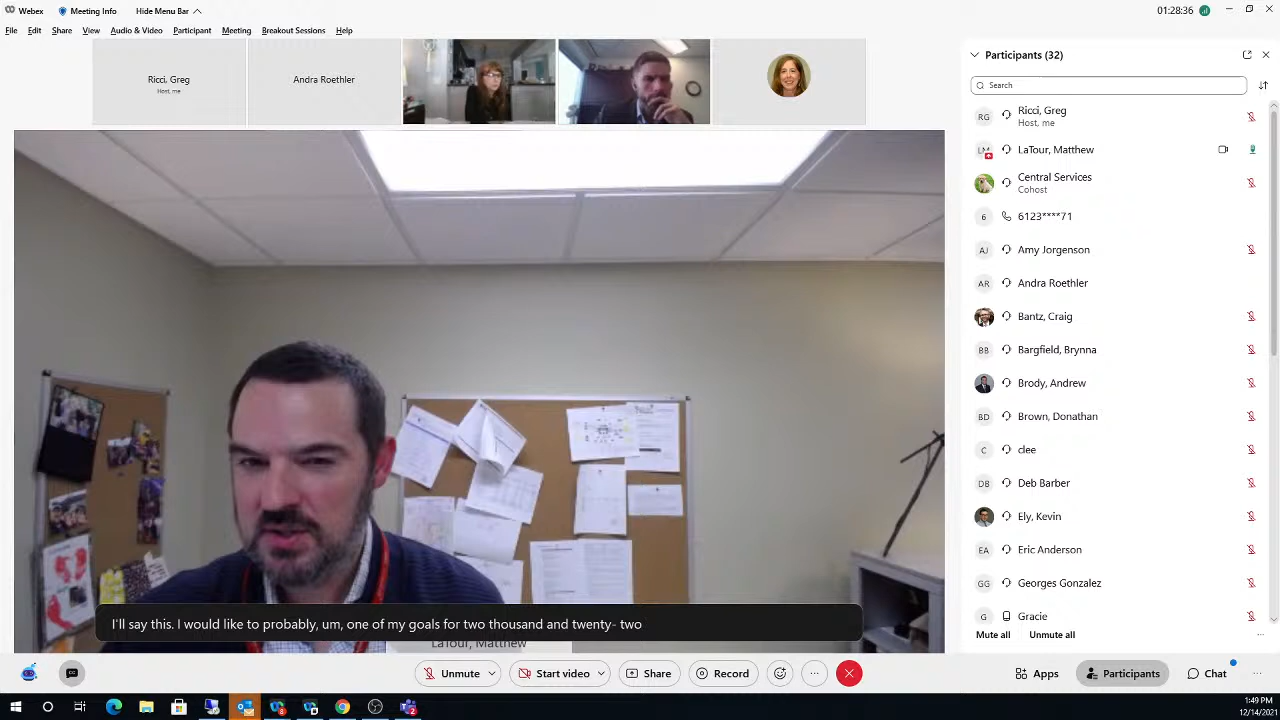 Webex
Meeting Info
Hide Menu Bar
01:28:36
File Edit Share View Audio & Video Participant Meeting Breakout Sessions Help
Ricci, Greg
Host, me
Andra Roethler
Participants (32)
Search
RG
Ricci, Greg
Host, me
LM
LaTour, Matthew
Central Services
Cohost
6
6123****71
AJ
Amy Jorgenson
AR
Andra Roethler
Bantz, Craig
BB
Bargfield, Brynna
Brody, Andrew
BD
Brown, Donathan
C
clee
DB
Deb Barber
Ely, Kevin
EA
Eric Anderson
GG
Georges Gonzalez
G
Gracie
Mute all
Unmute all
I'll say this. I would like to probably, um, one of my goals for two thousand and twenty- two
LaTour, Matthew
Unmute
Start video
Share
Record
Apps
Participants
Chat
1:49 PM
12/14/2021